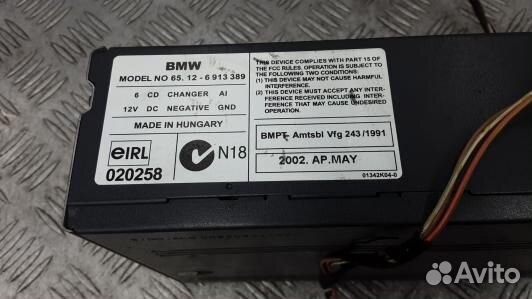 BMW
MODEL NO 65. 12 - 6 913 389
6 CD CHANGER AI
12V DC NEGATIVE GND
MADE IN HUNGARY
eIRL
020258
N18
THIS DEVICE COMPLIES WITH PART 15 OF
THE FCC RULES. OPERATION IS SUBJECT TO
THE FOLLOWING TWO CONDITIONS:
(1) THIS DEVICE MAY NOT CAUSE HARMFUL
INTERFERENCE.
(2) THIS DEVICE MUST ACCEPT ANY INTER-
FERENCE RECEIVED INCLUDING INTER-
FERENCE THAT MAY CAUSE UNDESIRED
OPERATION.
BMPT- Amtsbl Vfg 243/1991
2002. AP.MAY
01342K04-0
Avito